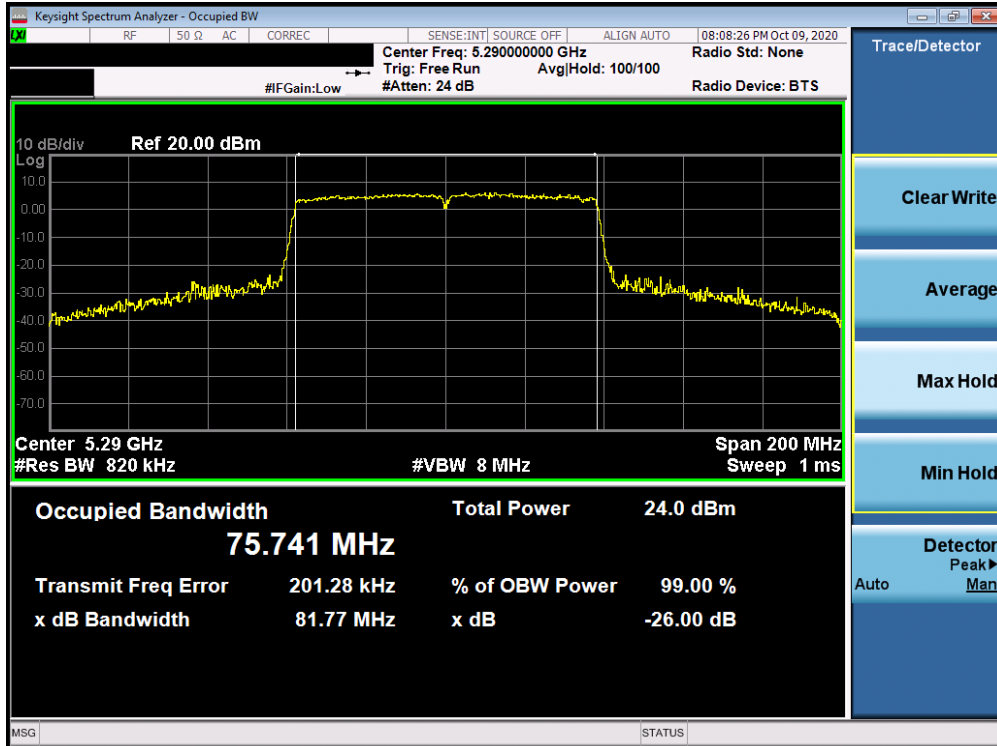 Keysight Spectrum Analyzer - Occupied BW
LXI RF 50 Ω AC CORREC SENSE:INT SOURCE OFF ALIGN AUTO 08:08:26 PM Oct 09, 2020
Center Freq: 5.290000000 GHz Radio Std: None
Trig: Free Run Avg|Hold: 100/100
#IFGain:Low #Atten: 24 dB Radio Device: BTS
10 dB/div Ref 20.00 dBm
Log
10.0
0.00
-10.0
-20.0
-30.0
-40.0
-50.0
-60.0
-70.0
Center 5.29 GHz Span 200 MHz
#Res BW 820 kHz #VBW 8 MHz Sweep 1 ms
Occupied Bandwidth Total Power 24.0 dBm
75.741 MHz
Transmit Freq Error 201.28 kHz % of OBW Power 99.00 %
x dB Bandwidth 81.77 MHz x dB -26.00 dB
Trace/Detector
Clear Write
Average
Max Hold
Min Hold
Detector
Peak▶
Auto Man
MSG STATUS